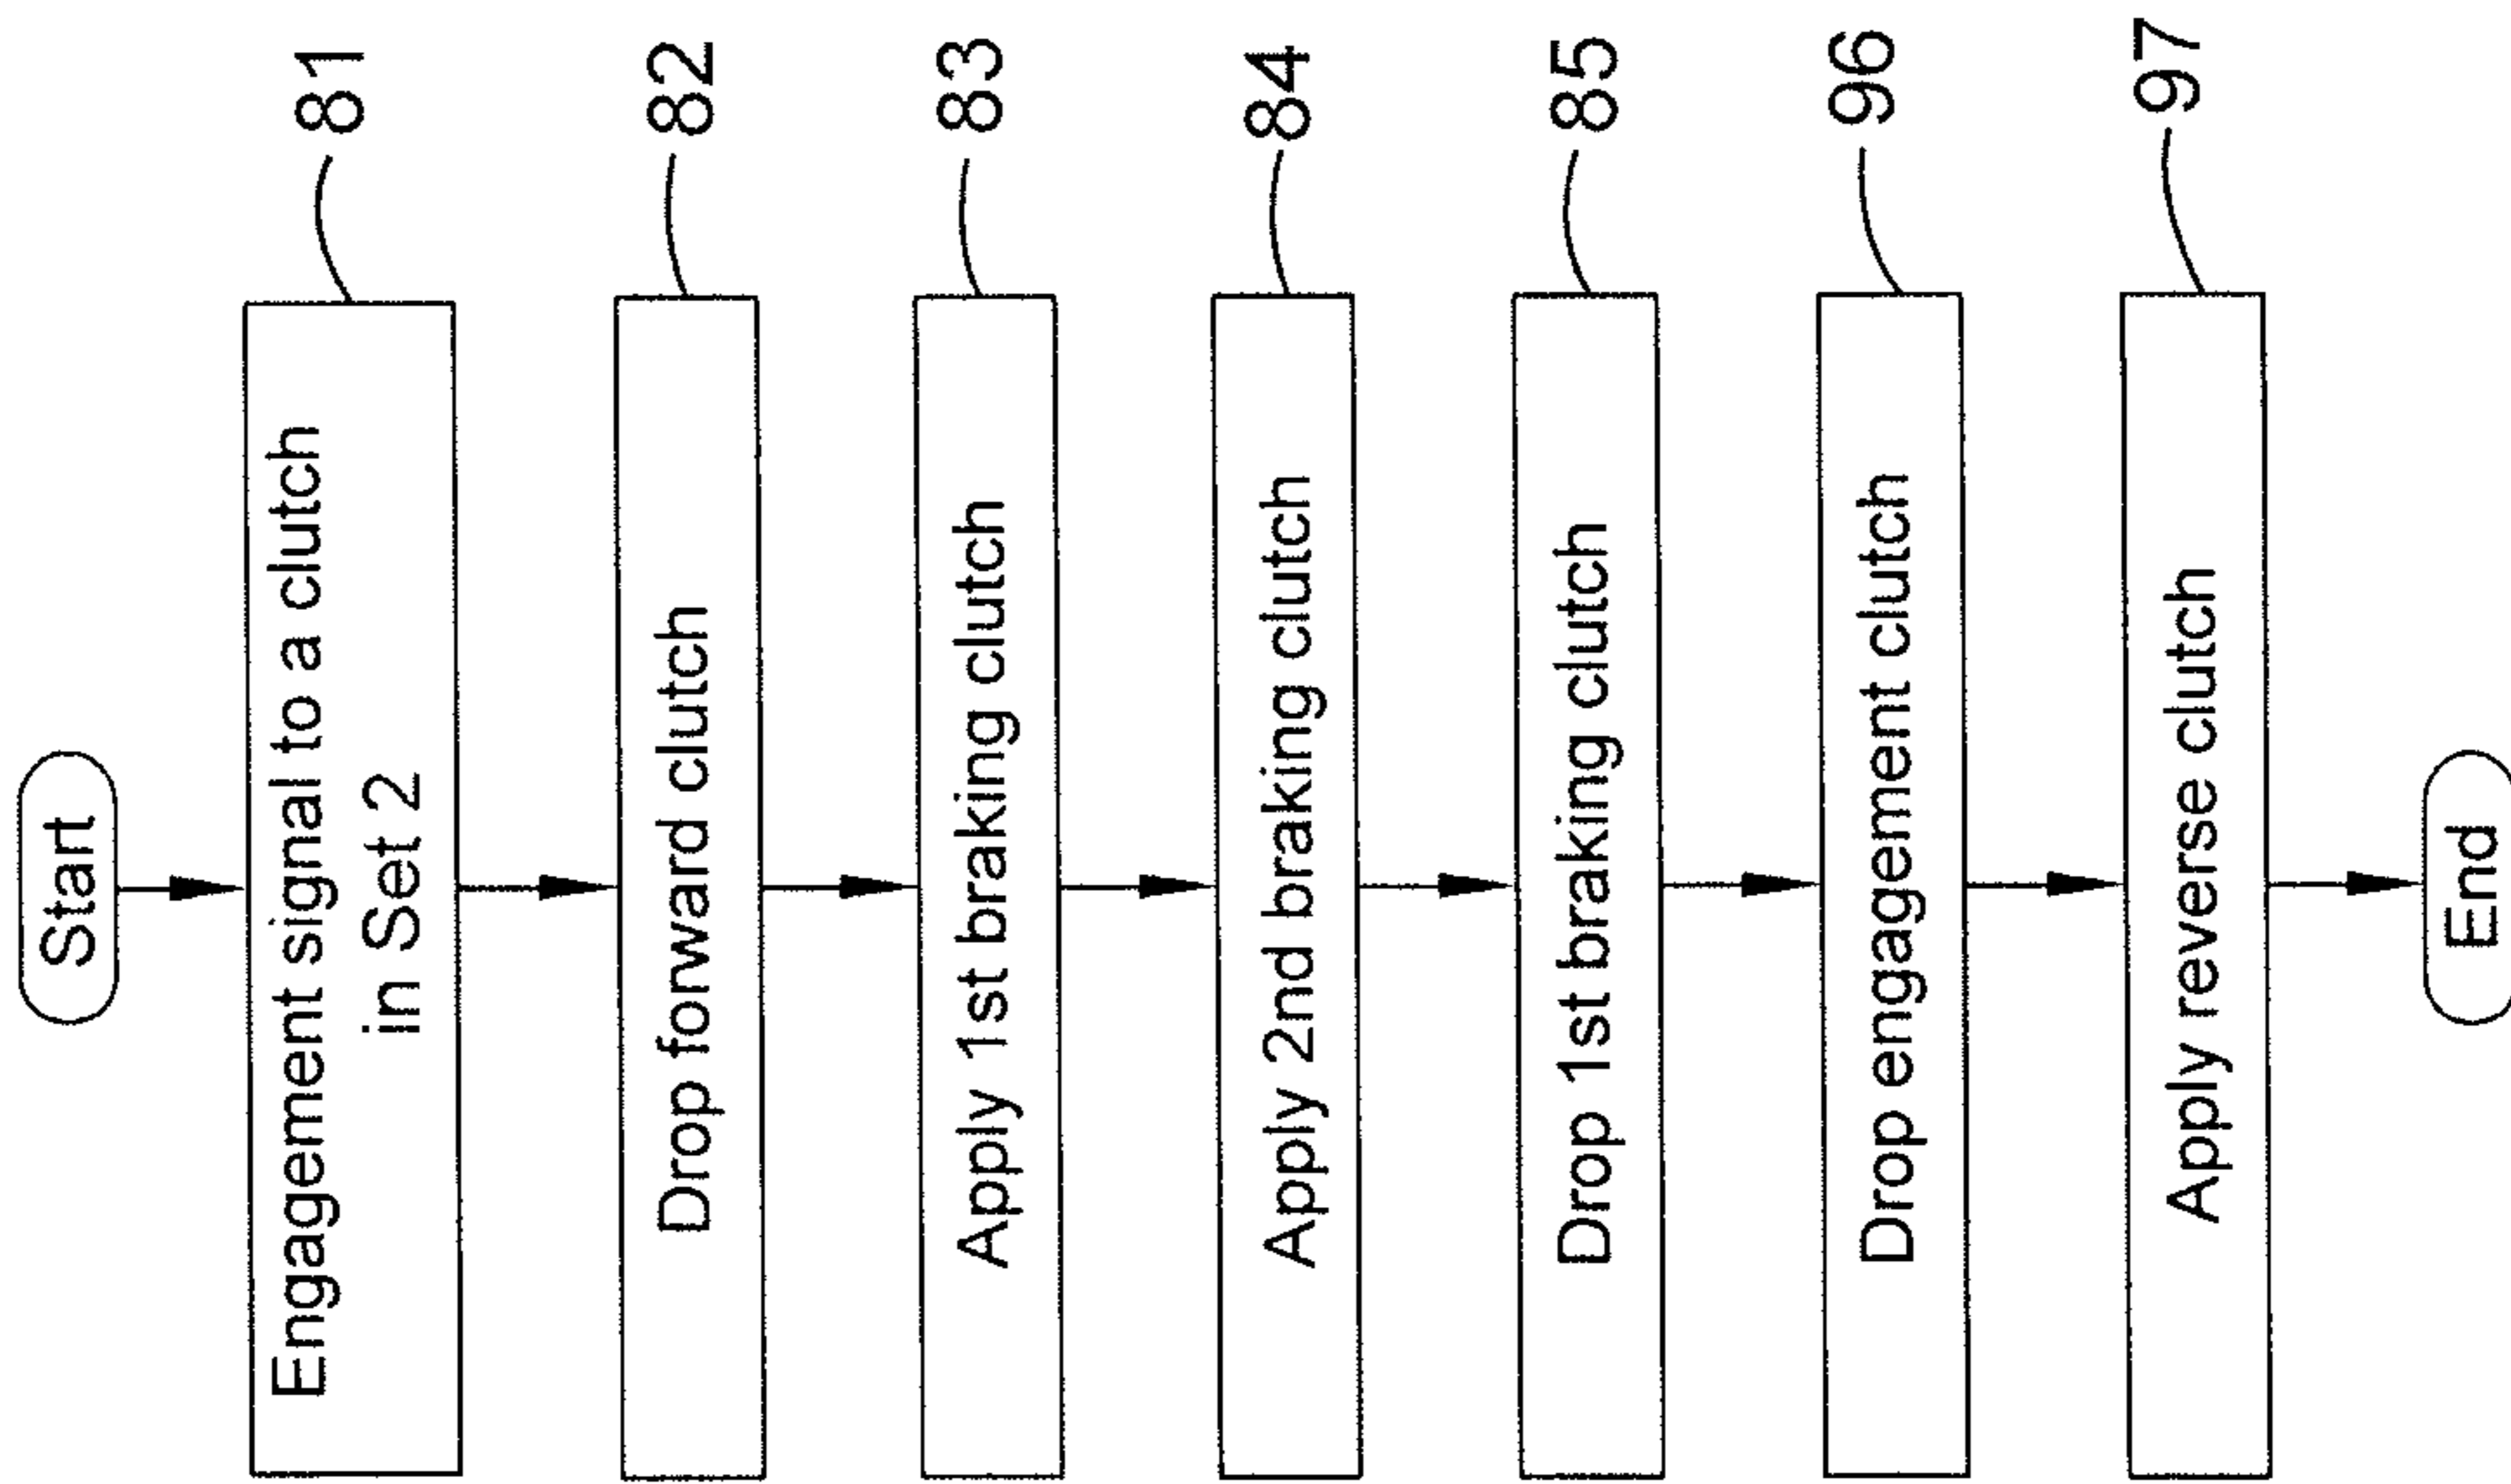 Start
Engagement signal to a clutch
in Set 2
81
Drop forward clutch
82
Apply 1st braking clutch
83
Apply 2nd braking clutch
84
Drop 1st braking clutch
85
Drop engagement clutch
96
Apply reverse clutch
97
End